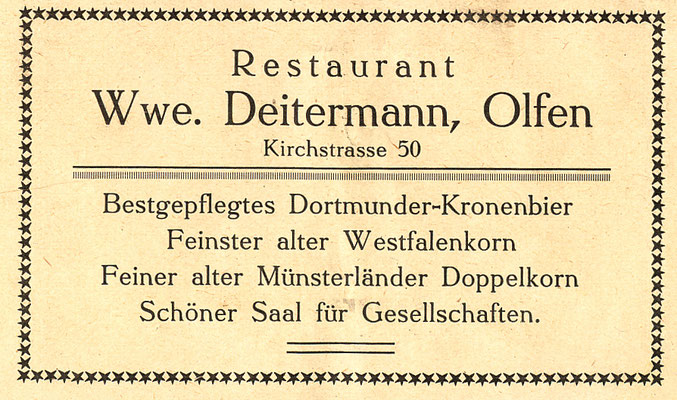 Restaurant
Wwe. Deitermann, Olfen
Kirchstrasse 50
Bestgepflegtes Dortmunder-Kronenbier
Feinster alter Westfalenkorn
Feiner alter Münsterländer Doppelkorn
Schöner Saal für Gesellschaften.